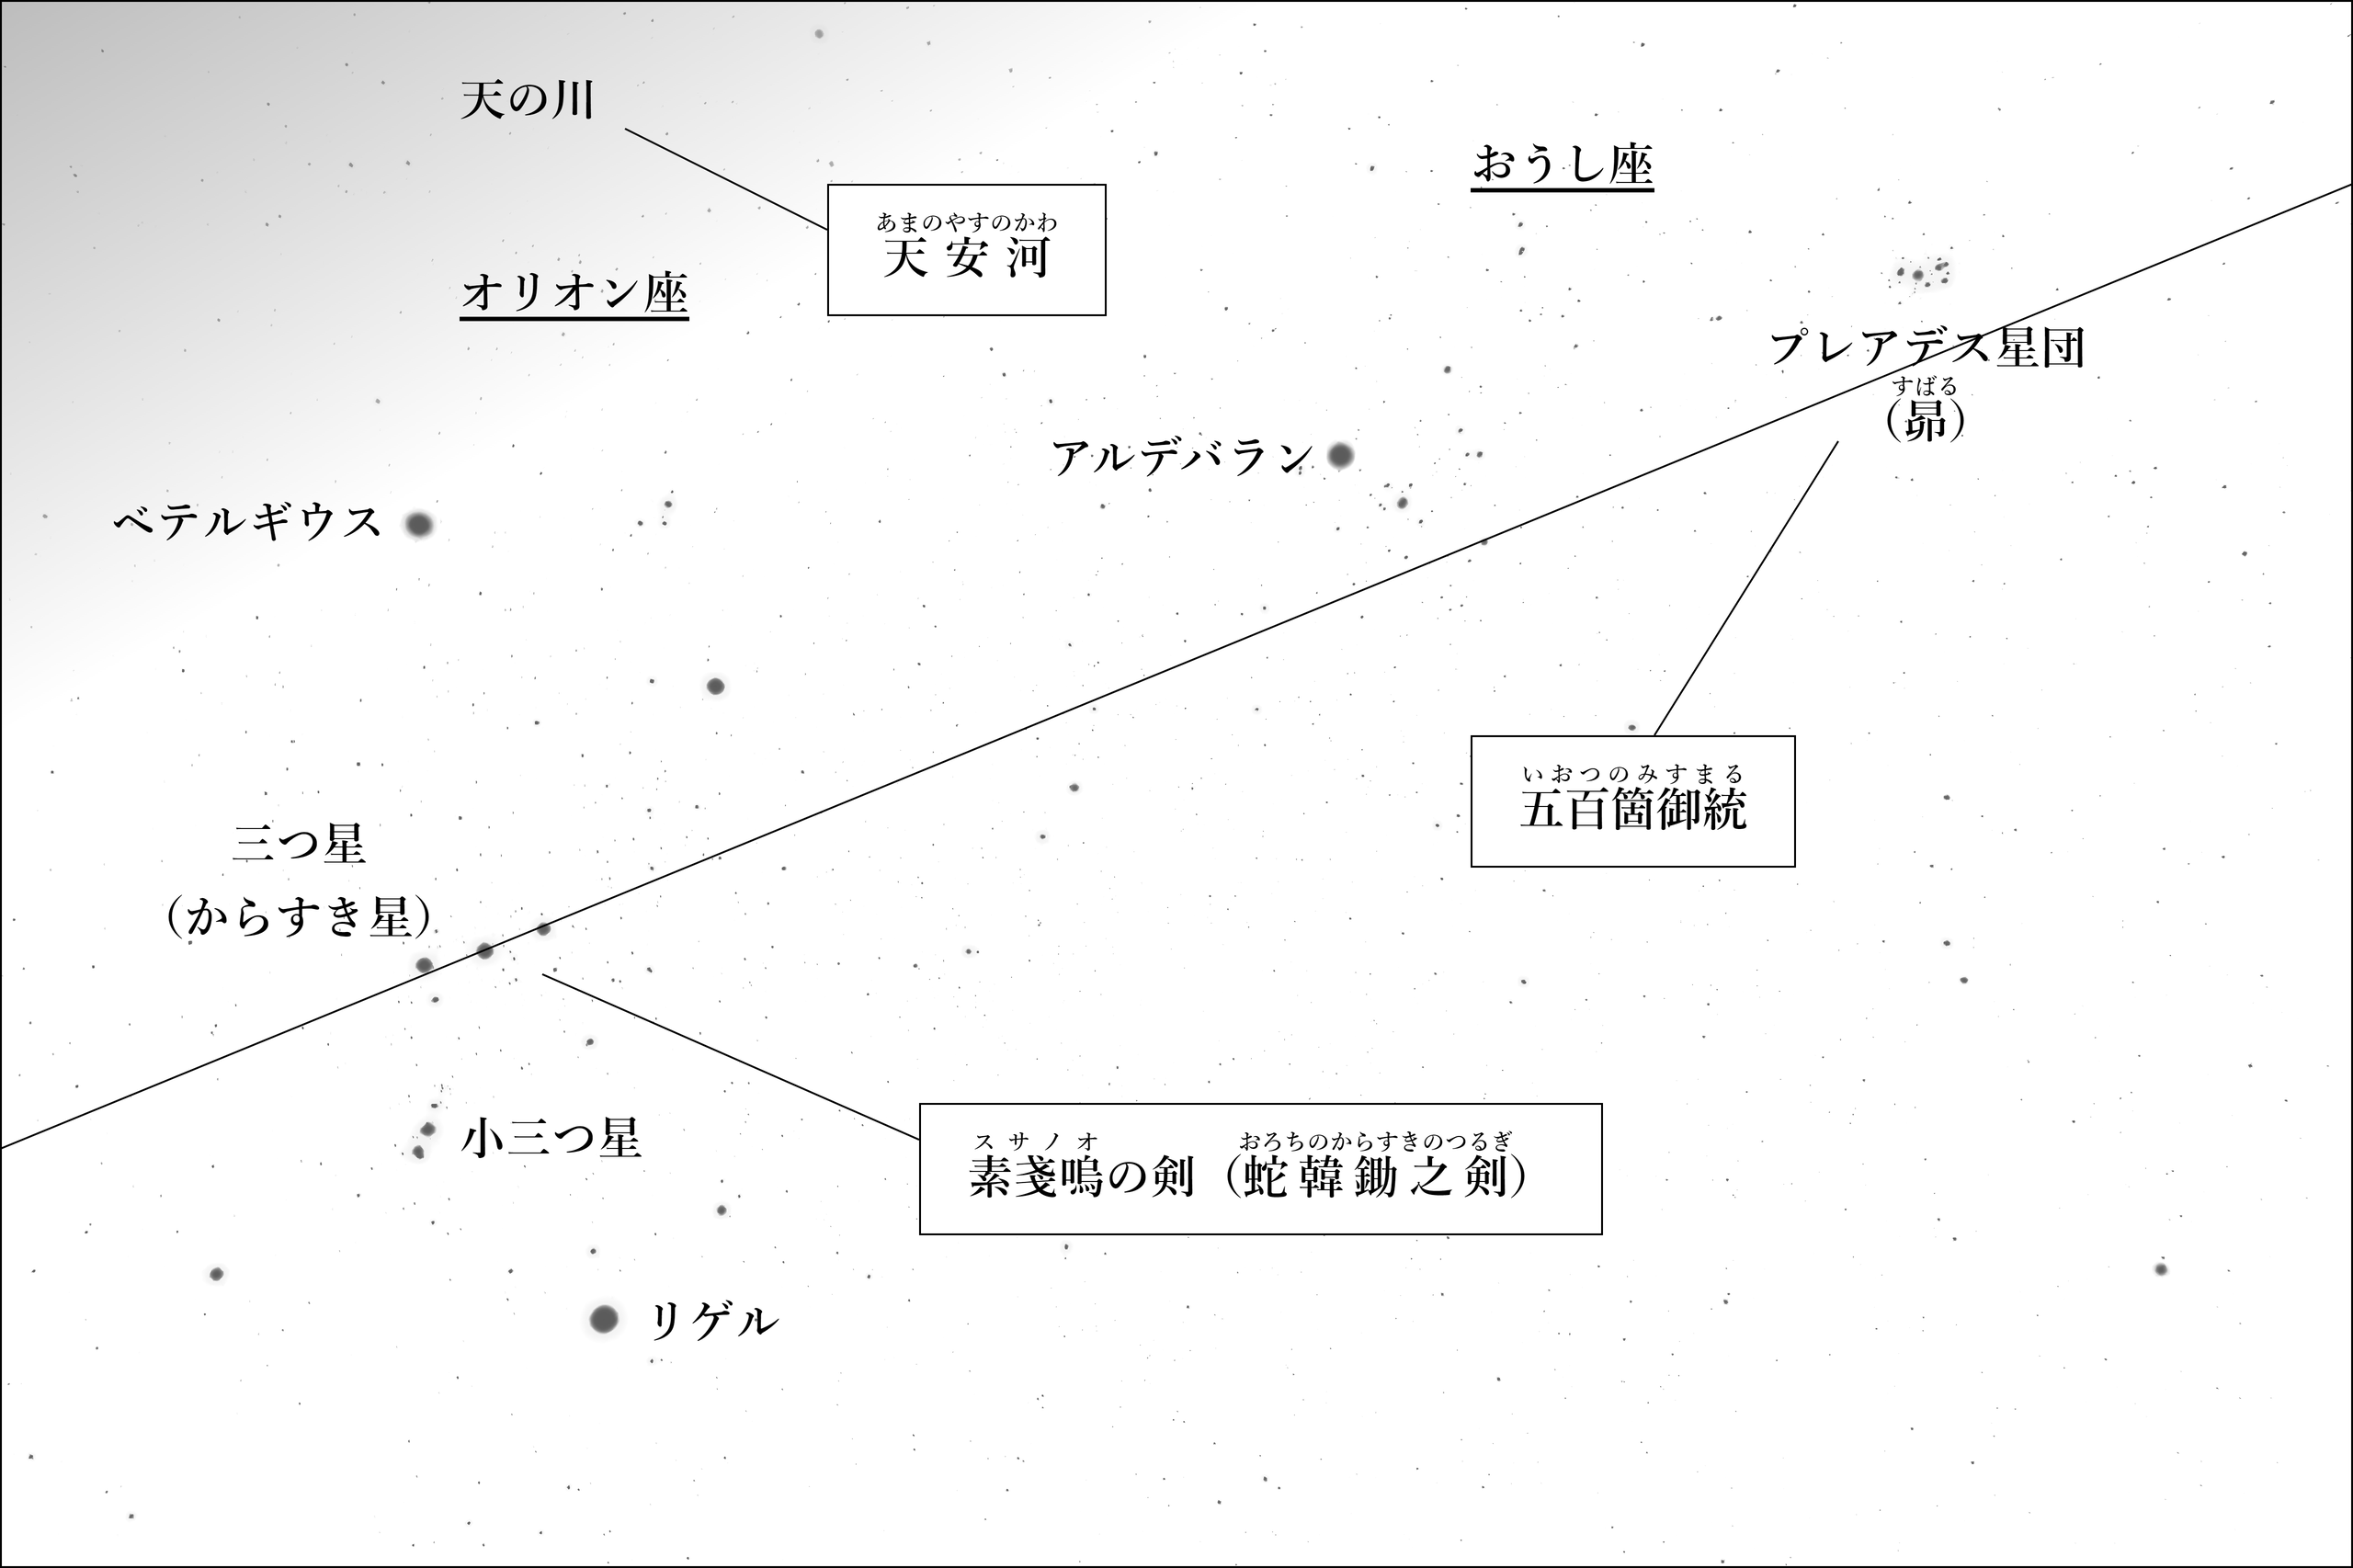 天の川
あまのやすのかわ
天安河
おうし座
オリオン座
プレアデス星団
すばる
（昴）
アルデバラン
ベテルギウス
いおつのみすまる
五百箇御統
三つ星
（からすき星）
小三つ星
スサノオ おろちのからすきのつるぎ
素戔嗚の剣（蛇韓鋤之剣）
リゲル